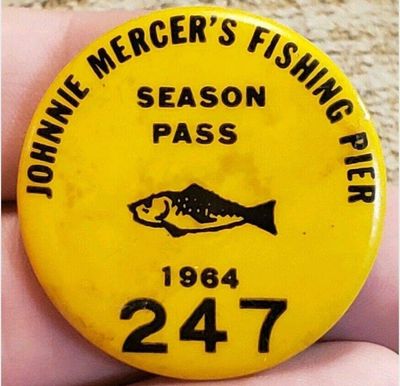 JOHNNIE MERCER'S FISHING PIER
SEASON
PASS
1964
247